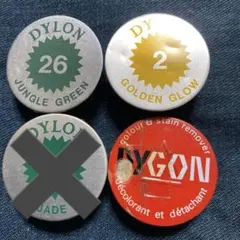 DYLON
26
JUNGLE GREEN
DY
2
GOLDEN GLOW
DYLON
JADE
colour & stain remover
DYGON
décolorant et détachant